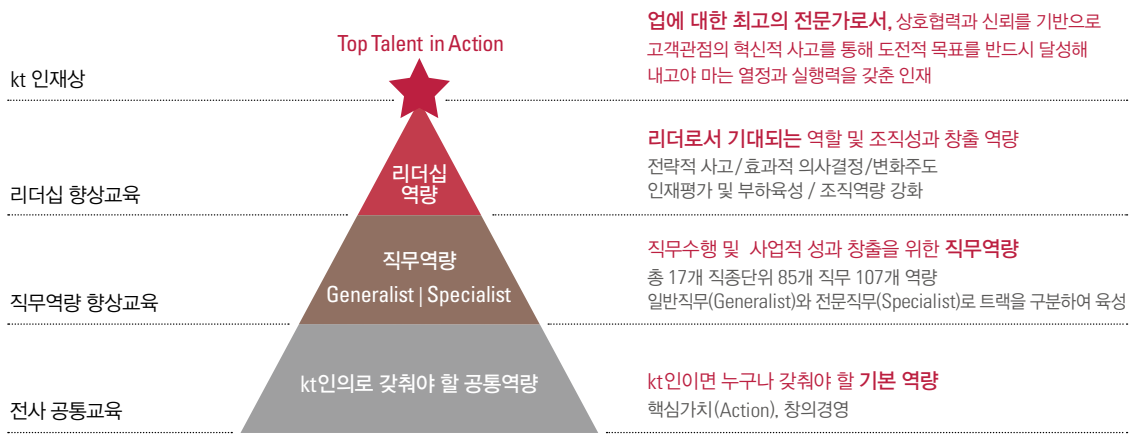 업에 대한 최고의 전문가로서, 상호협력과 신뢰를 기반으로
Top Talent in Action
고객관점의 혁신적 사고를 통해 도전적 목표를 반드시 달성해
kt 인재상
내고야 마는 열정과 실행력을 갖춘 인재
리더로서 기대되는 역할 및 조직성과 창출 역량
리더십
역량
전략적 사고/효과적 의사결정/변화주도
리더십 향상교육
인재평가 및 부하육성 / 조직역량 강화
직무역량
Generalist | Specialist
직무수행 및 사업적 성과 창출을 위한 직무역량
총 17개 직종단위 85개 직무 107개 역량
직무역량 향상교육
일반직무(Generalist)와 전문직무(Specialist)로 트랙을 구분하여 육성
kt인의로 갖춰야 할 공통역량
kt인이면 누구나 갖춰야 할 기본 역량
전사 공통교육
핵심가치(Action), 창의경영